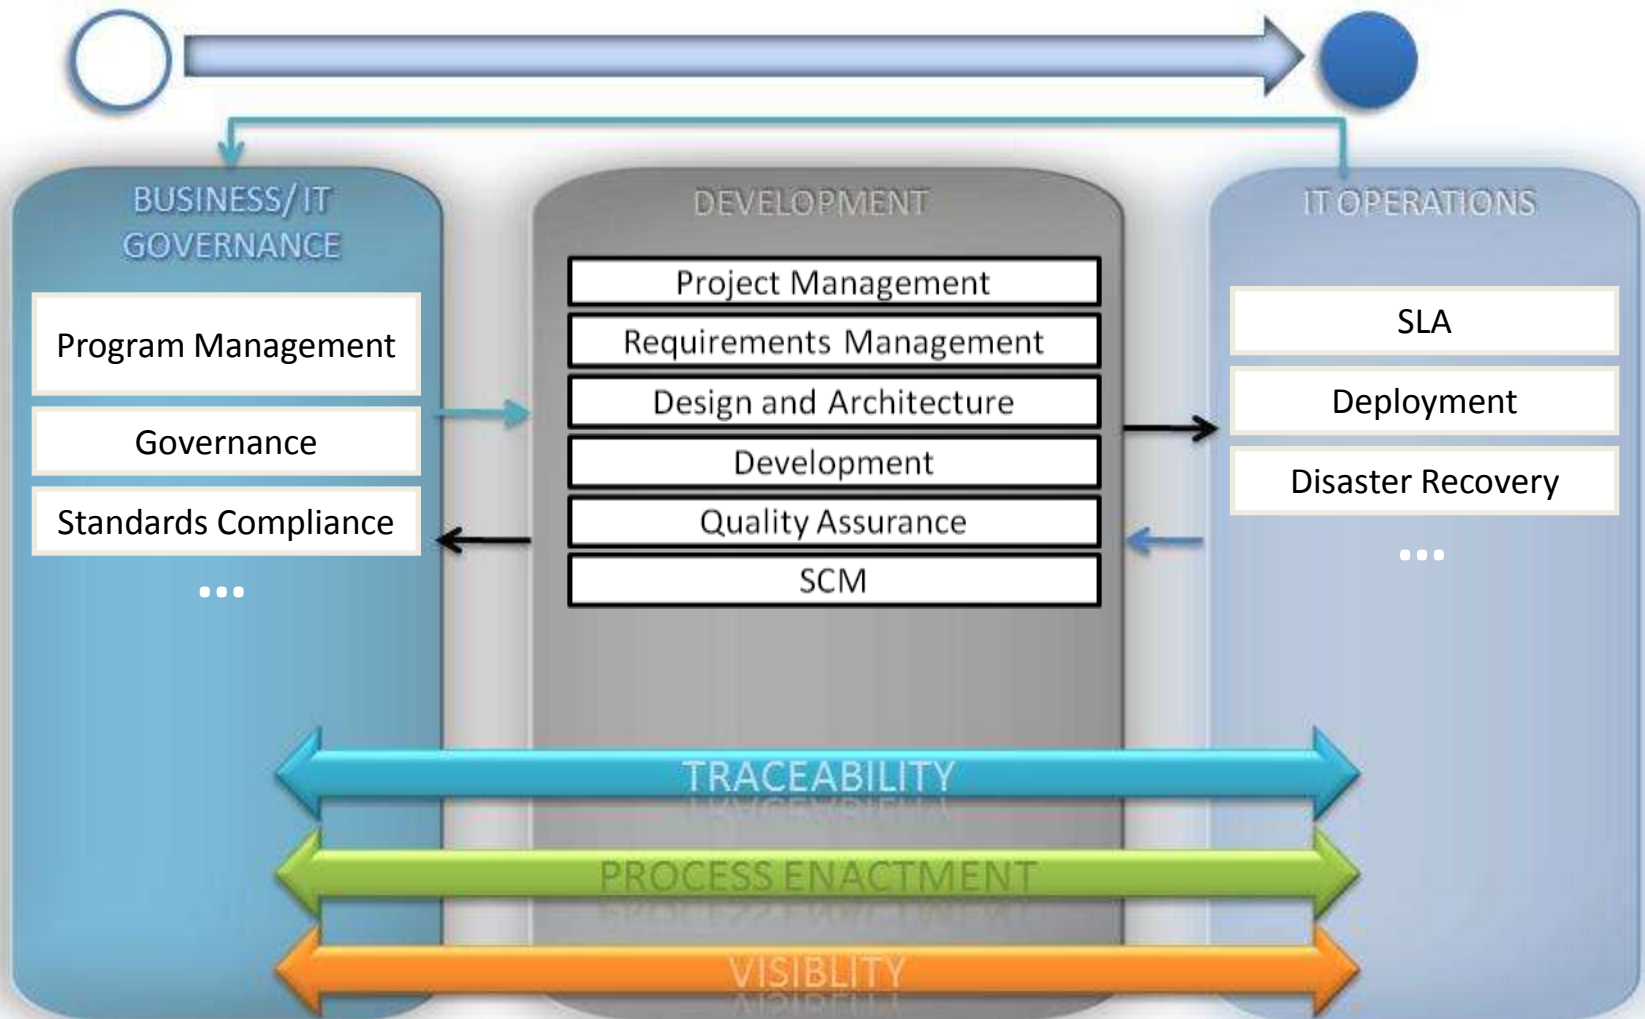 BUSINESS/ IT
GOVERNANCE
Program Management
Governance
Standards Compliance
...
DEVELOPMENT
Project Management
Requirements Management
Design and Architecture
Development
Quality Assurance
SCM
IT OPERATIONS
SLA
Deployment
Disaster Recovery
...
TRACEABILITY
PROCESS ENACTMENT
VISIBLITY